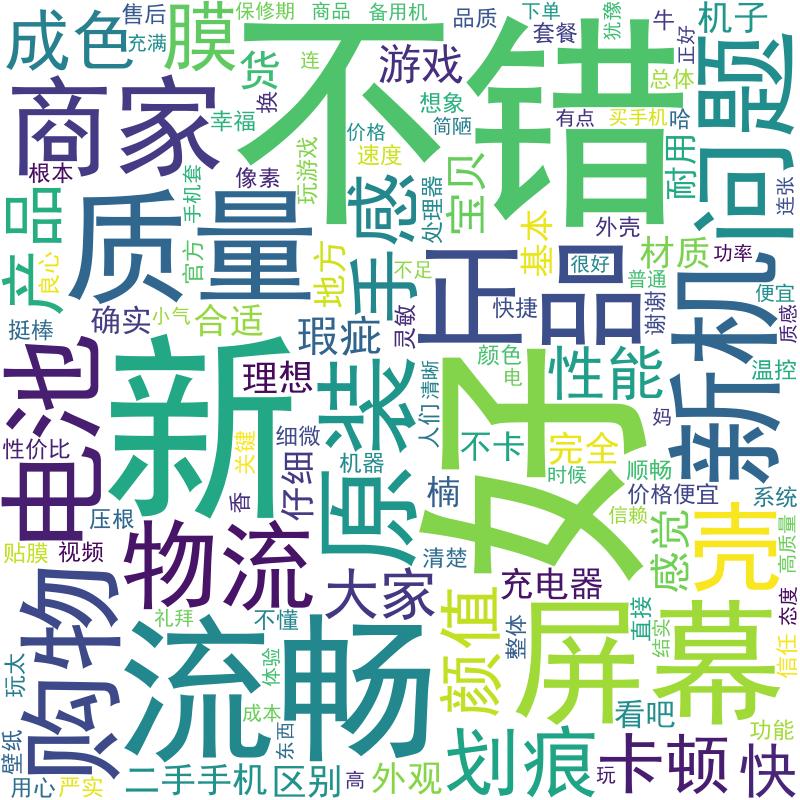 售后
保修期
商品
备用机
品质
下单
犹豫
牛
机子
成色
充满
膜
货
连
不错
游戏
套餐
正好
总体
问题
商家
换
幸福
想象
简陋
价格
速度
有点
买手机
耐用
连张
根本
像素
玩游戏
手机套
质量
手感
处理器
宝贝
基本
外壳
材质
功率
产品
良心
官方
地方
不足
正品
很好
普通
新机
便宜
挺棒
确实
小气
合适
瑕疵
灵敏
快捷
谢谢
质感
电池
新
理想
原装
颜色
电
性能
温控
人们
清晰
好
妈
性价比
关键
细微
仔细
机器
不卡
完全
时候
顺畅
香
楠
价格便宜
系统
压根
信赖
贴膜
视频
物流
清楚
感觉
壳
高质量
购物
大家
充电器
态度
礼拜
不懂
颜值
整体
屏幕
直接
结实
信任
玩太
流畅
体验
成本
东西
看吧
功能
壁纸
用心
严实
二手手机
区别
高
外观
划痕
玩
卡顿
快